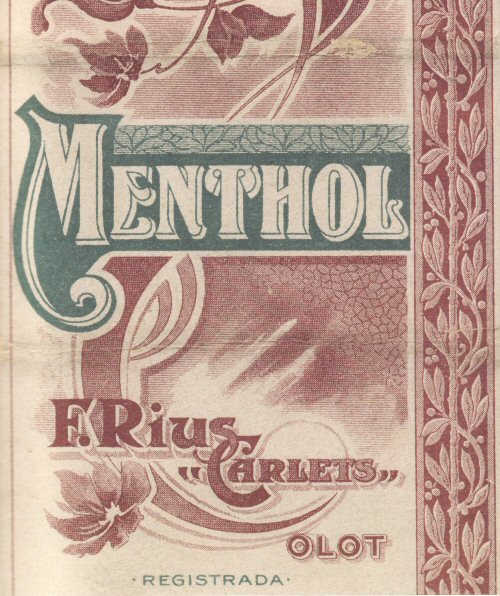 MENTHOL
F. RIUS
„CARLETS„
OLOT
·REGISTRADA·